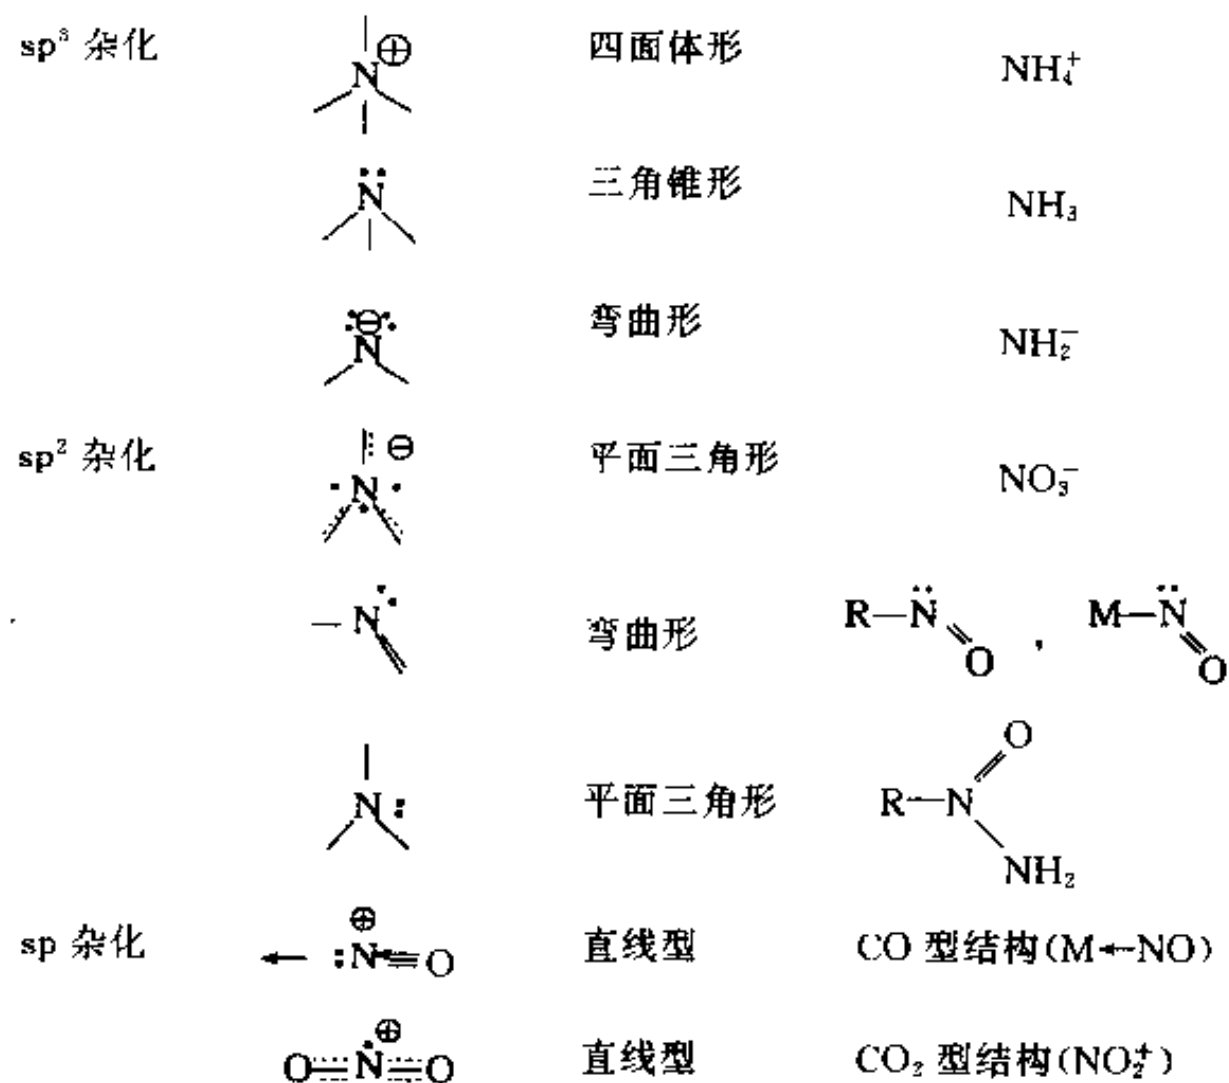 sp³ 杂化 N⊕ 四面体形 NH₄⁺
N 三角锥形 NH₃
N⊖ 弯曲形 NH₂⁻
sp² 杂化 N⊖ 平面三角形 NO₃⁻
N 弯曲形 R—N=O , M—N=O
N 平面三角形 R—N(=O)—NH₂
sp 杂化 ← :N⊕≡O 直线型 CO 型结构(M←NO)
O=N⊕=O 直线型 CO₂ 型结构(NO₂⁺)